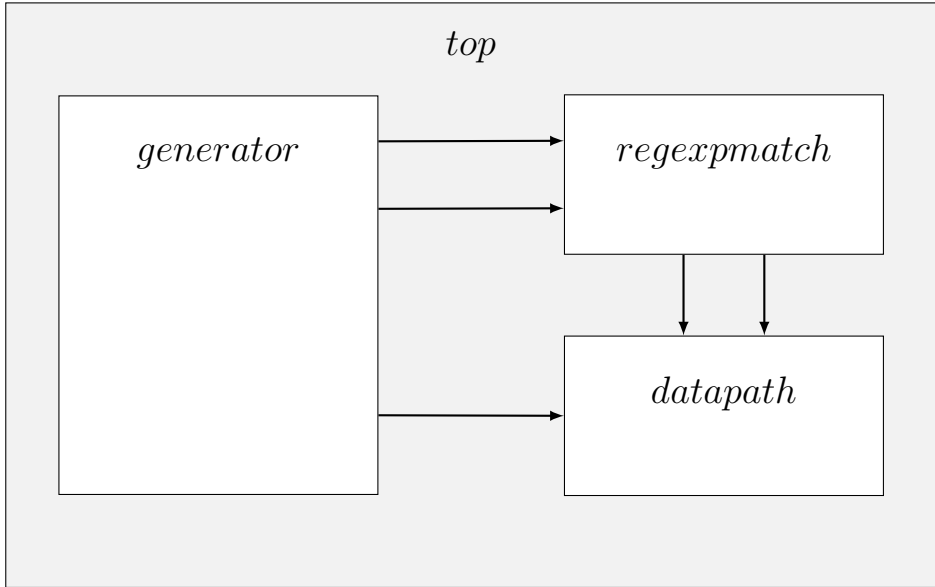 top
generator
regexpmatch
datapath